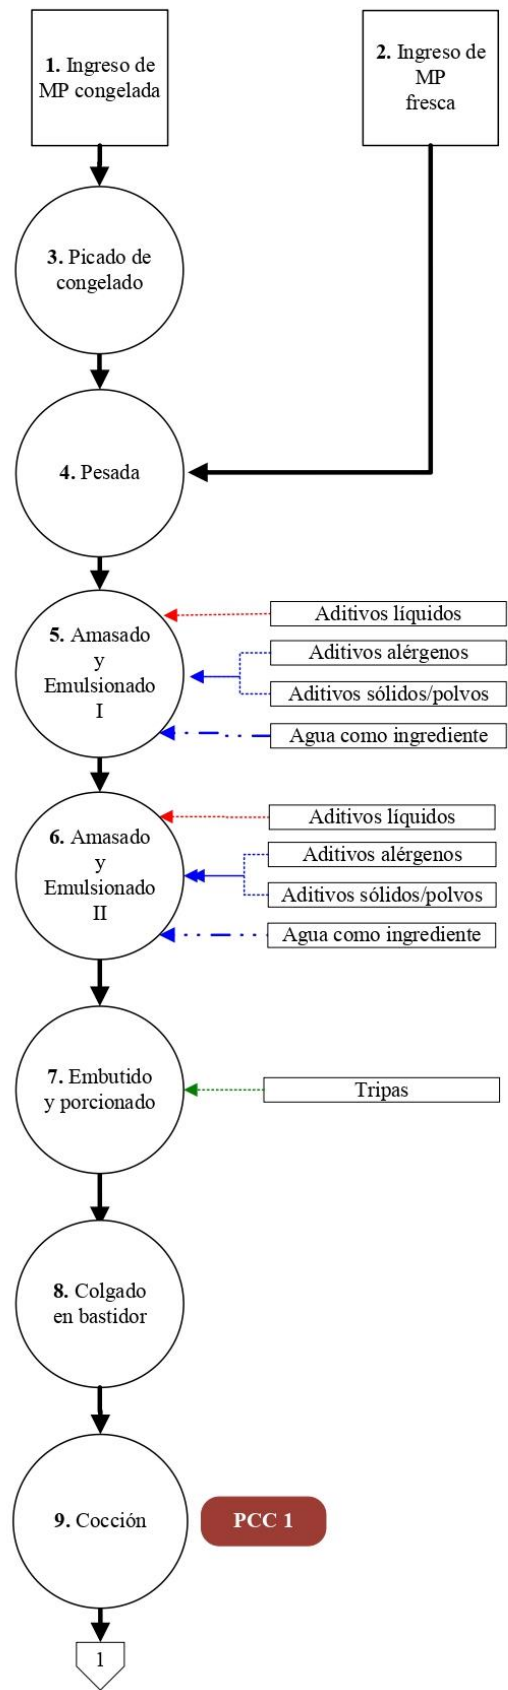 1. Ingreso de
MP congelada
2. Ingreso de
MP
fresca
3. Picado de
congelado
4. Pesada
5. Amasado
y
Emulsionado
I
Aditivos líquidos
Aditivos alérgenos
Aditivos sólidos/polvos
Agua como ingrediente
6. Amasado
y
Emulsionado
II
Aditivos líquidos
Aditivos alérgenos
Aditivos sólidos/polvos
Agua como ingrediente
7. Embutido
y porcionado
Tripas
8. Colgado
en bastidor
9. Cocción
PCC 1
1